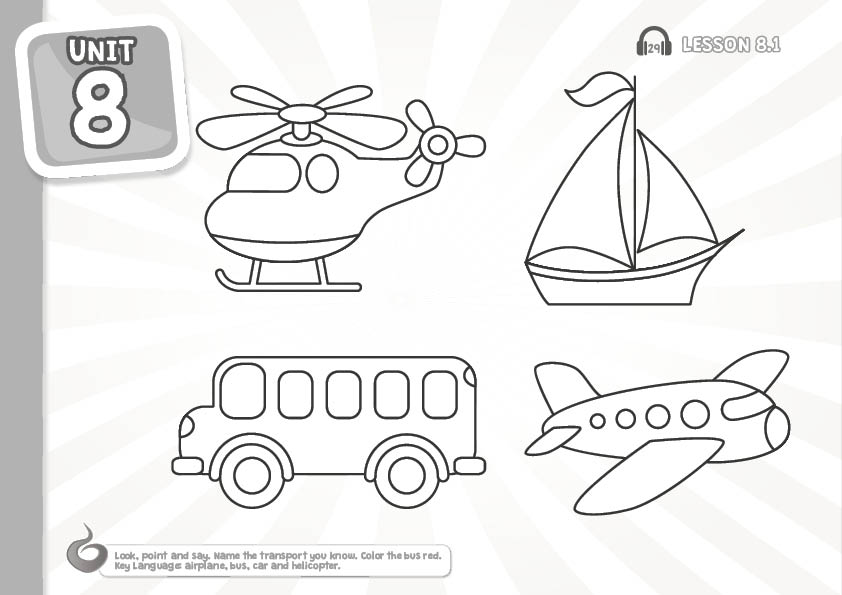 UNIT
8
29 LESSON 8.1
Look, point and say. Name the transport you know. Color the bus red.
Key Language: airplane, bus, car and helicopter.